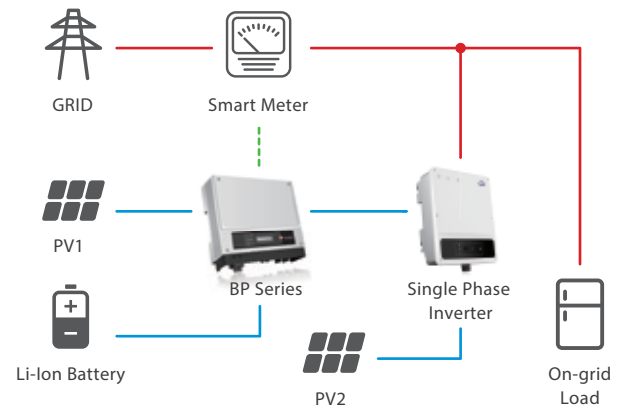 GRID
Smart Meter
PV1
BP Series
Single Phase
Inverter
Li-Ion Battery
PV2
On-grid
Load